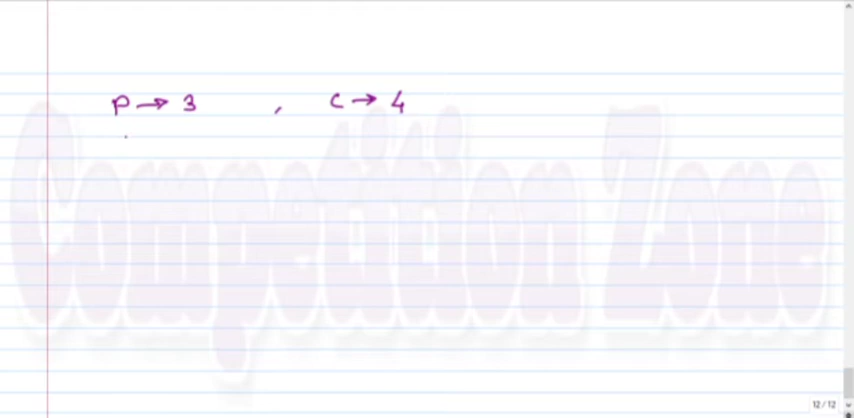 P → 3 , C → 4
Competition Zone
12 / 12